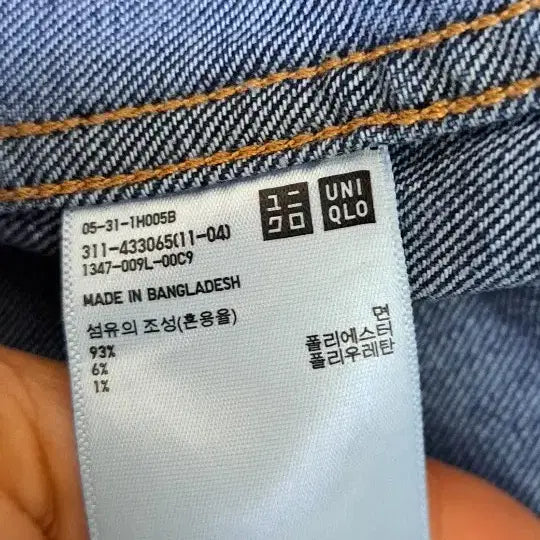 05-31-1H005B
311-433065(11-04)
1347-009L-00C9
ユニクロ
UNIQLO
MADE IN BANGLADESH
섬유의 조성(혼용율)
93% 면
6% 폴리에스터
1% 폴리우레탄